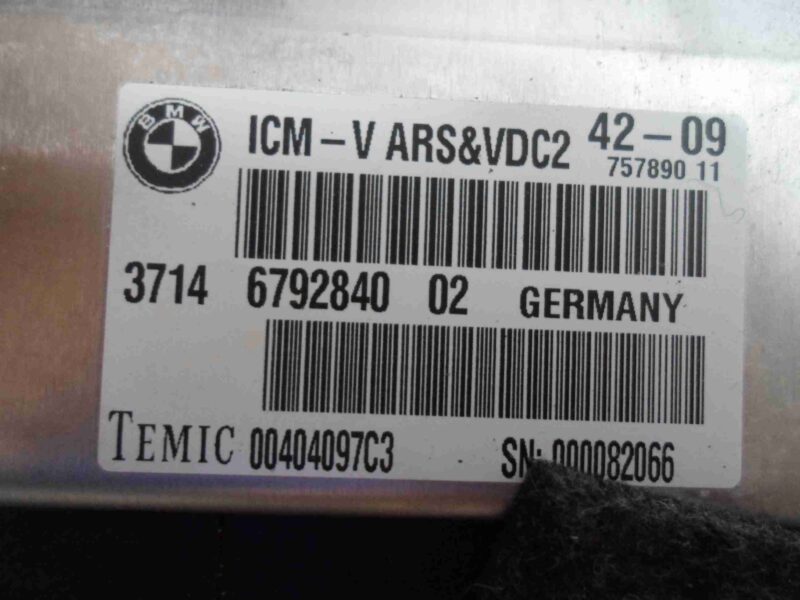 BMW
ICM-V ARS&VDC2 42-09
757890 11
3714 6792840 02 GERMANY
TEMIC 00404097C3 SN: 000082066